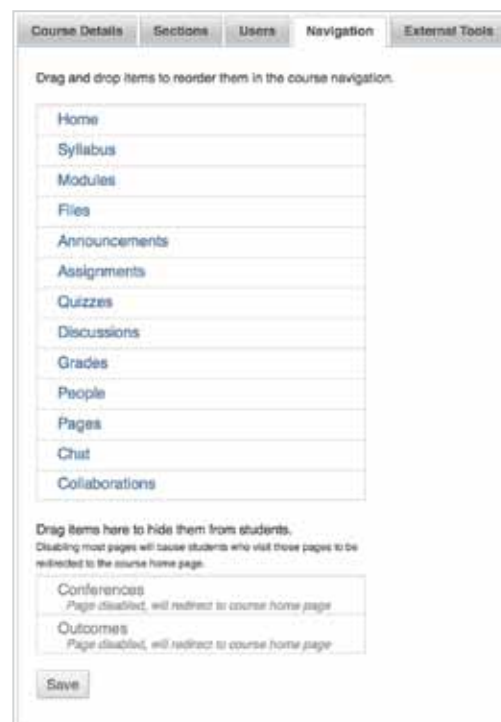 Course Details Sections Users Navigation External Tools
Drag and drop items to reorder them in the course navigation.
Home
Syllabus
Modules
Files
Announcements
Assignments
Quizzes
Discussions
Grades
People
Pages
Chat
Collaborations
Drag items here to hide them from students.
Disabling most pages will cause students who visit those pages to be
redirected to the course home page.
Conferences
Page disabled, will redirect to course home page
Outcomes
Page disabled, will redirect to course home page
Save